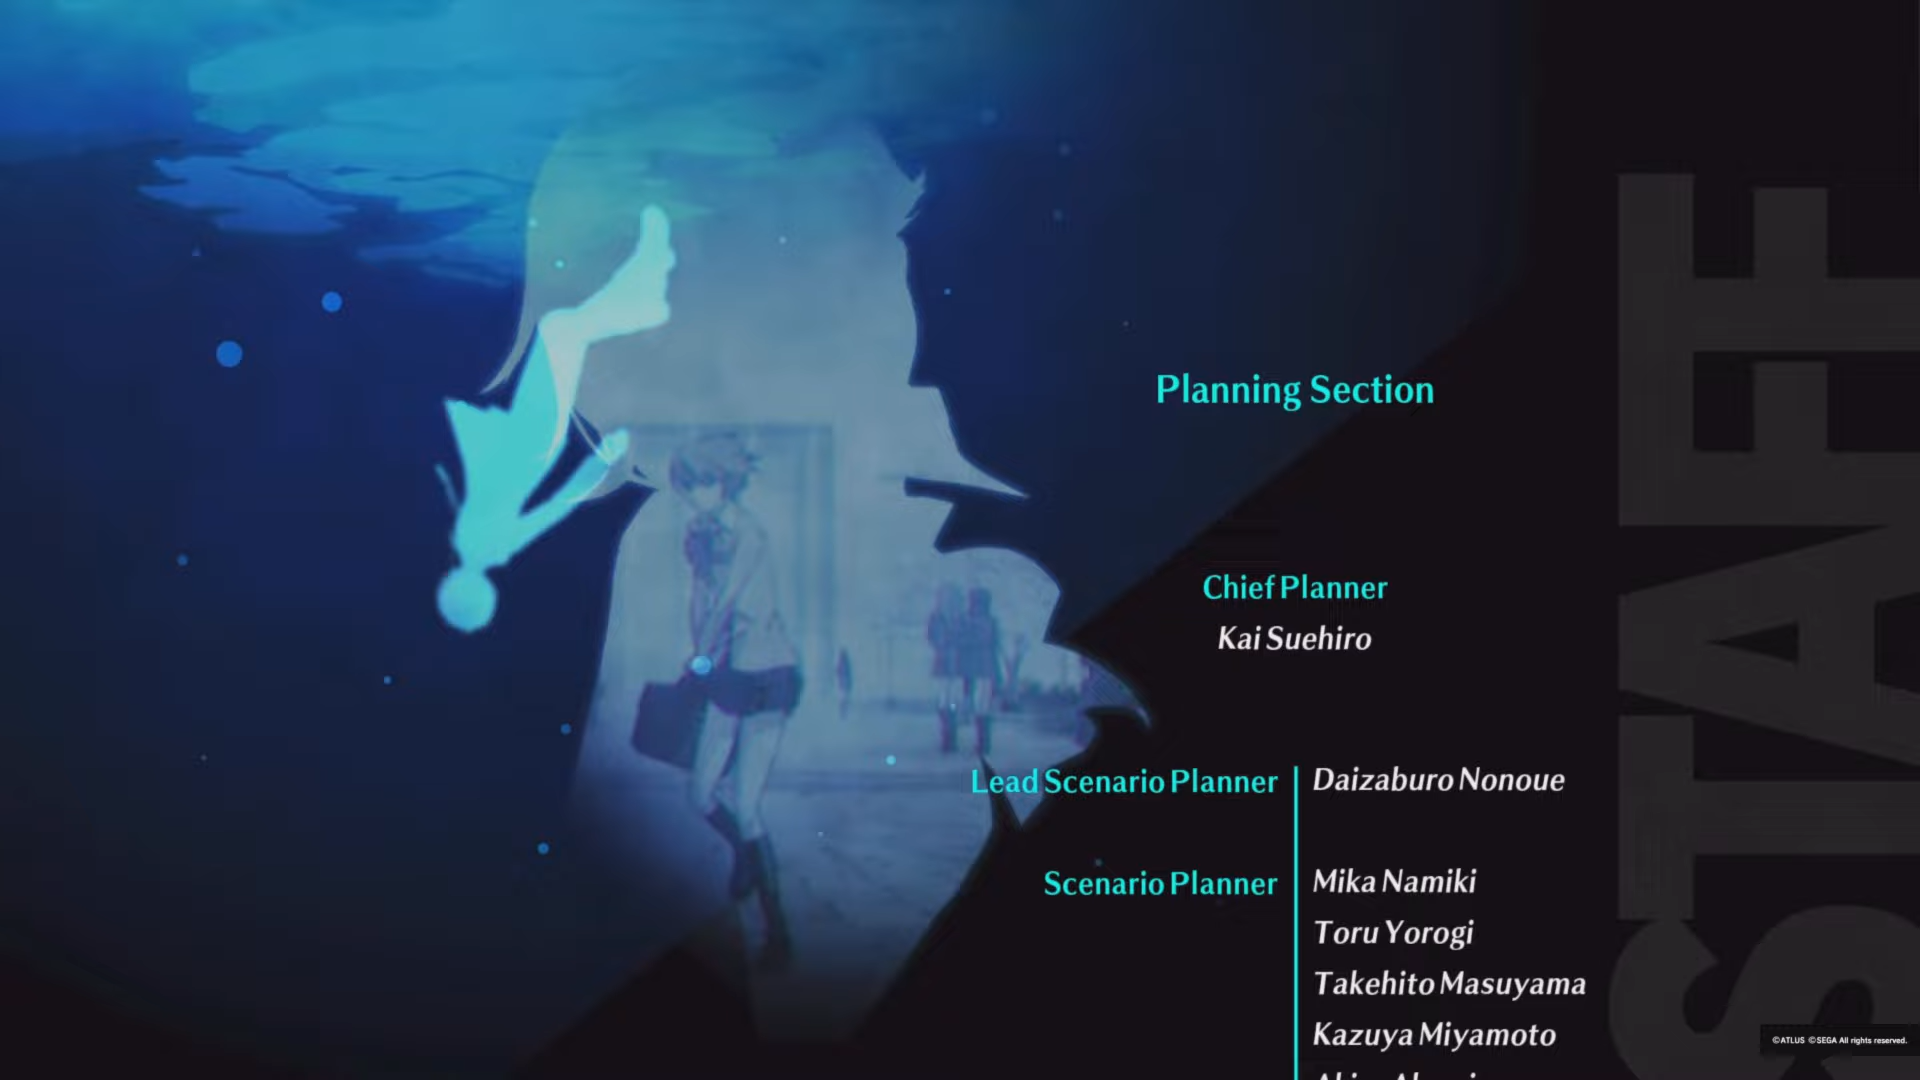 Planning Section
Chief Planner
Kai Suehiro
Lead Scenario Planner Daizaburo Nonoue
Scenario Planner Mika Namiki
Toru Yorogi
Takehito Masuyama
Kazuya Miyamoto
STAFF
©ATLUS ©SEGA All rights reserved.